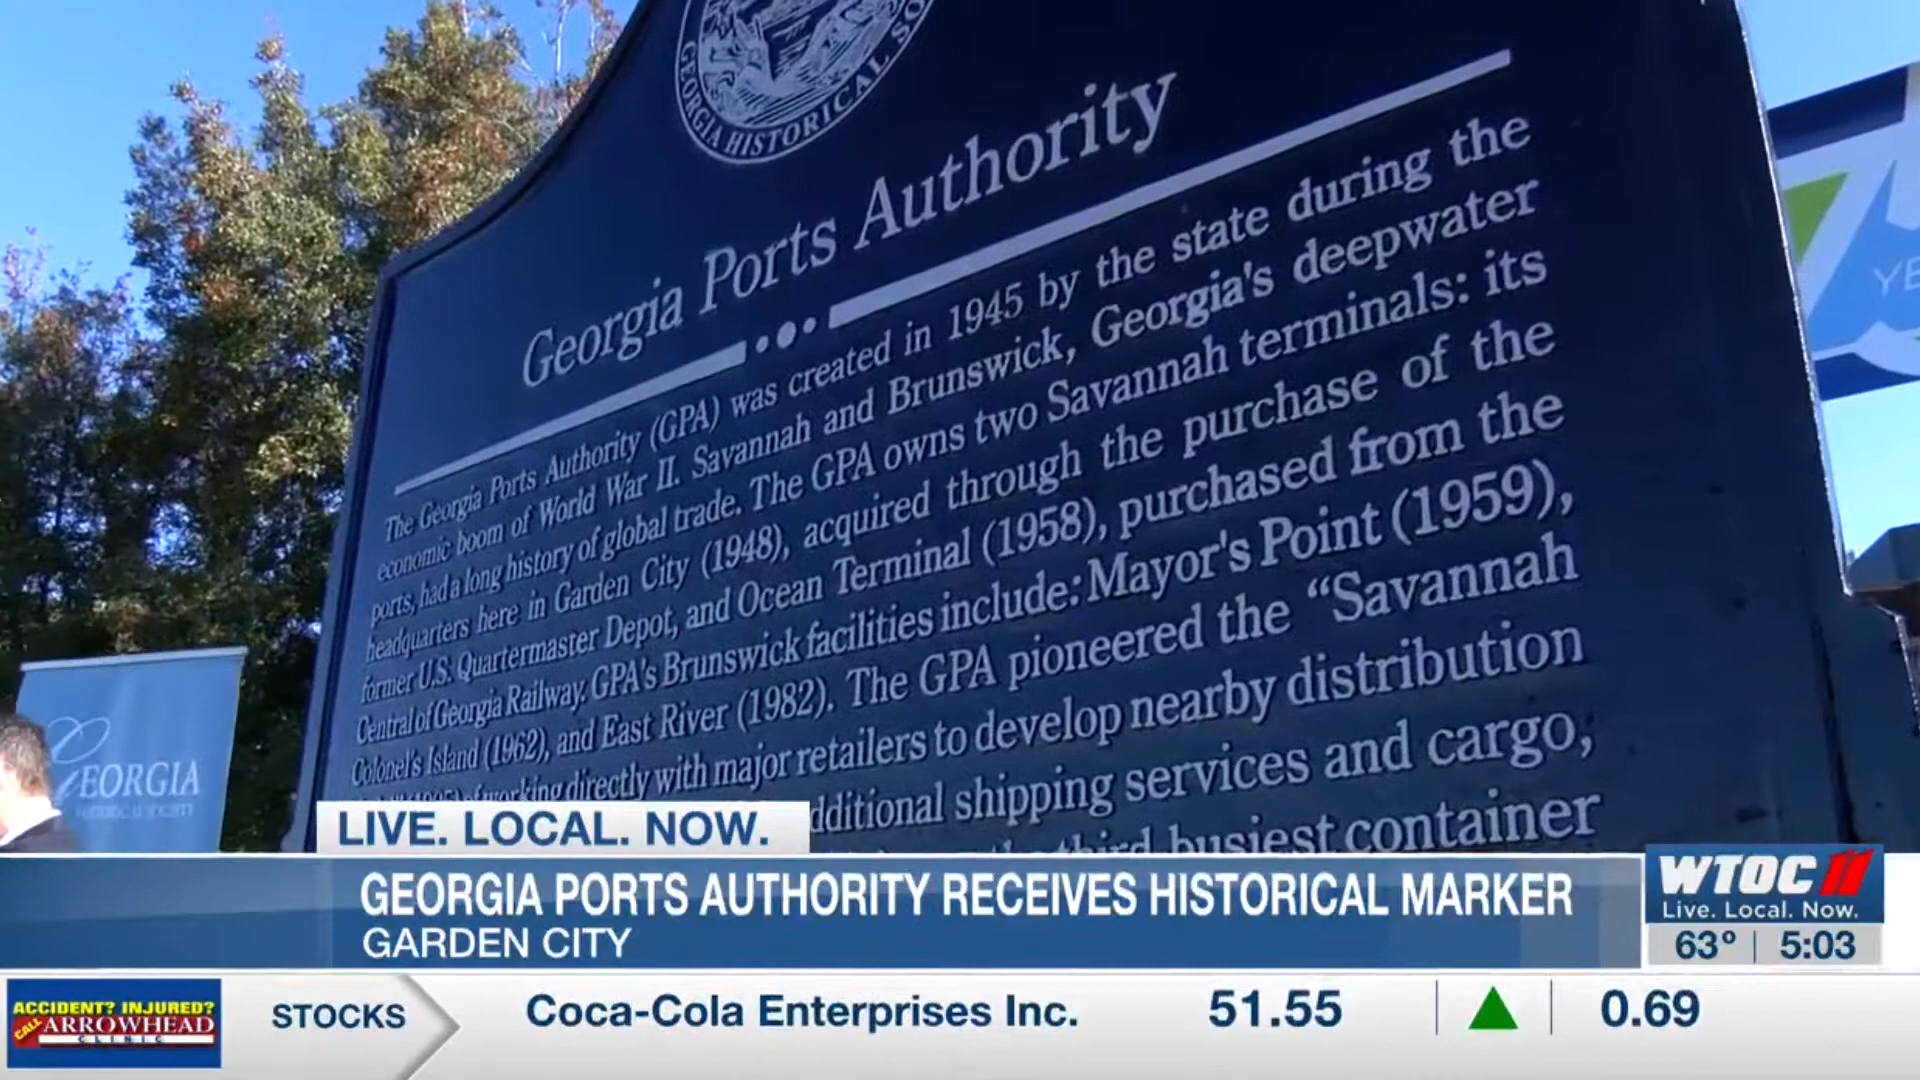 GEORGIA HISTORICAL SO
Georgia Ports Authority
The Georgia Ports Authority (GPA) was created in 1945 by the state during the
economic boom of World War II. Savannah and Brunswick, Georgia's deepwater
ports, had a long history of global trade. The GPA owns two Savannah terminals: its
headquarters here in Garden City (1948), acquired through the purchase of the
former U.S. Quartermaster Depot, and Ocean Terminal (1958), purchased from the
Central of Georgia Railway. GPA's Brunswick facilities include: Mayor's Point (1959),
Colonel's Island (1962), and East River (1982). The GPA pioneered the “Savannah
of working directly with major retailers to develop nearby distribution
dditional shipping services and cargo,
third busiest container
YE
GEORGIA
HISTORICAL SOCIETY
LIVE. LOCAL. NOW.
GEORGIA PORTS AUTHORITY RECEIVES HISTORICAL MARKER
GARDEN CITY
WTOC 11
Live. Local. Now.
63° | 5:03
ACCIDENT? INJURED?
CALL ARROWHEAD
CLINIC
STOCKS
Coca-Cola Enterprises Inc. 51.55 0.69